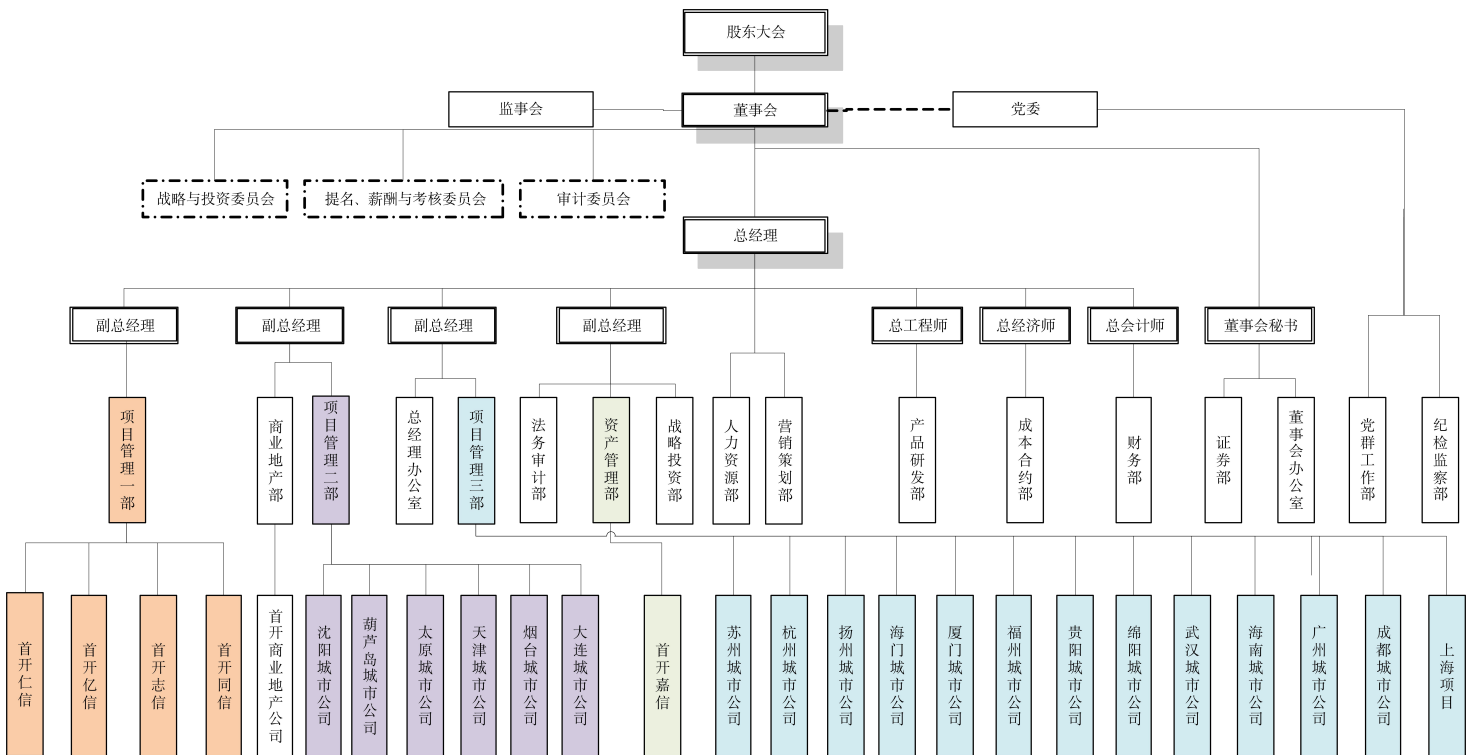 股东大会
监事会
董事会
党委
战略与投资委员会
提名、薪酬与考核委员会
审计委员会
总经理
副总经理
副总经理
副总经理
副总经理
总工程师
总经济师
总会计师
董事会秘书
项目管理一部
商业地产部
项目管理二部
总经理办公室
项目管理三部
法务审计部
资产管理部
战略投资部
人力资源部
营销策划部
产品研发部
成本合约部
财务部
证券部
董事会办公室
党群工作部
纪检监察部
首开仁信
首开亿信
首开志信
首开同信
首开商业地产公司
沈阳城市公司
葫芦岛城市公司
太原城市公司
天津城市公司
烟台城市公司
大连城市公司
首开嘉信
苏州城市公司
杭州城市公司
扬州城市公司
海门城市公司
厦门城市公司
福州城市公司
贵阳城市公司
绵阳城市公司
武汉城市公司
海南城市公司
广州城市公司
成都城市公司
上海项目